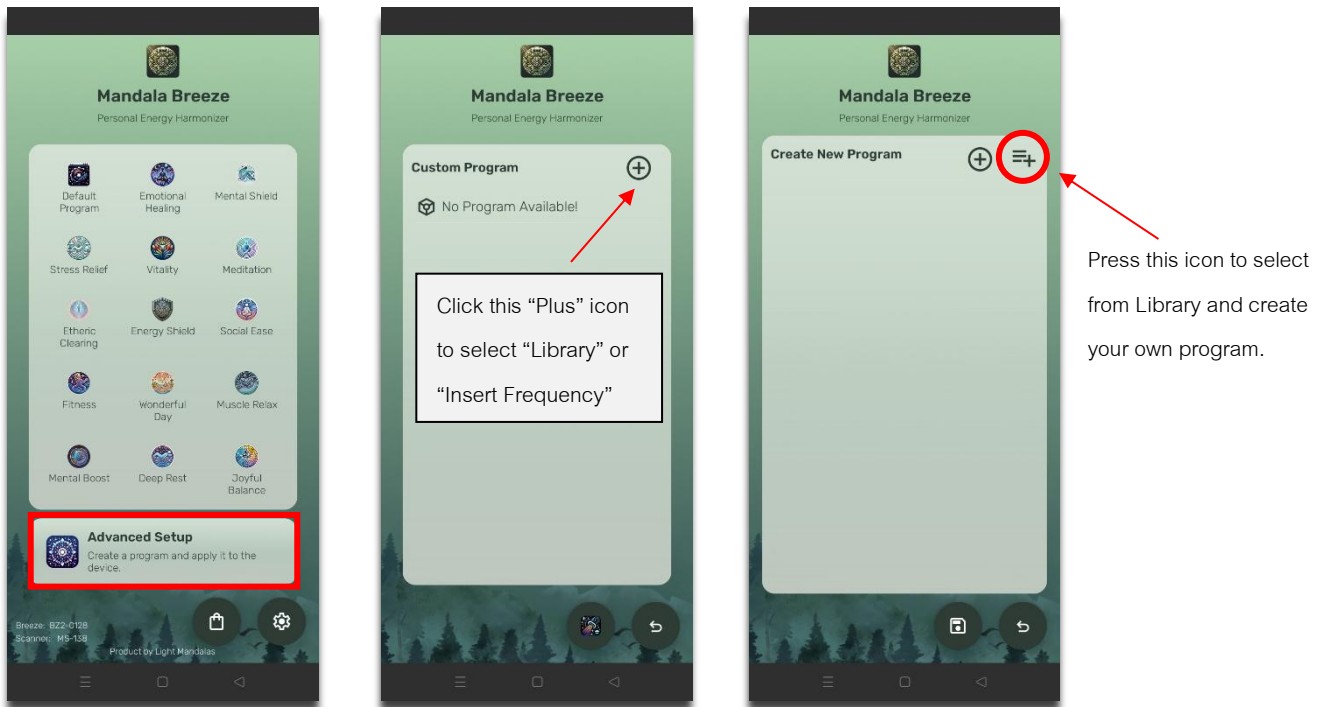 Mandala Breeze
Personal Energy Harmonizer
Default
Program
Emotional
Healing
Mental Shield
Stress Relief
Vitality
Meditation
Etheric
Clearing
Energy Shield
Social Ease
Fitness
Wonderful
Day
Muscle Relax
Mental Boost
Deep Rest
Joyful
Balance
Advanced Setup
Create a program and apply it to the
device.
Breeze: BZ2-0128
Scanner: MS-138
Product by Light Mandalas
Mandala Breeze
Personal Energy Harmonizer
Custom Program
No Program Available!
Click this “Plus” icon
to select “Library” or
“Insert Frequency”
Mandala Breeze
Personal Energy Harmonizer
Create New Program
Press this icon to select
from Library and create
your own program.